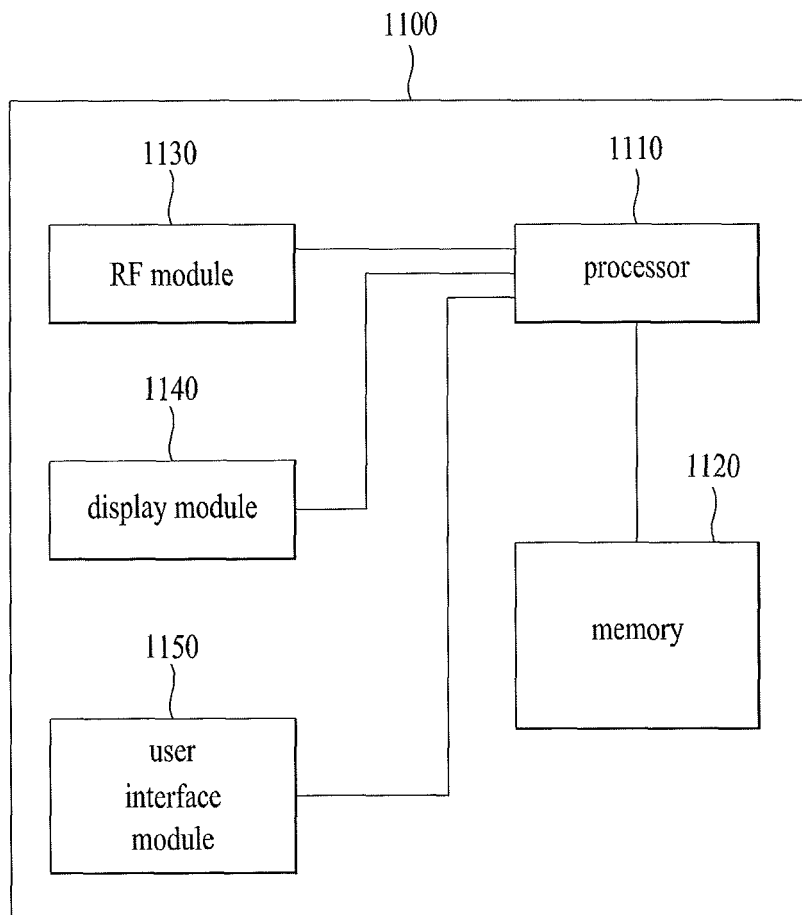 1100
1130
RF module
1110
processor
1140
display module
1120
memory
1150
user
interface
module